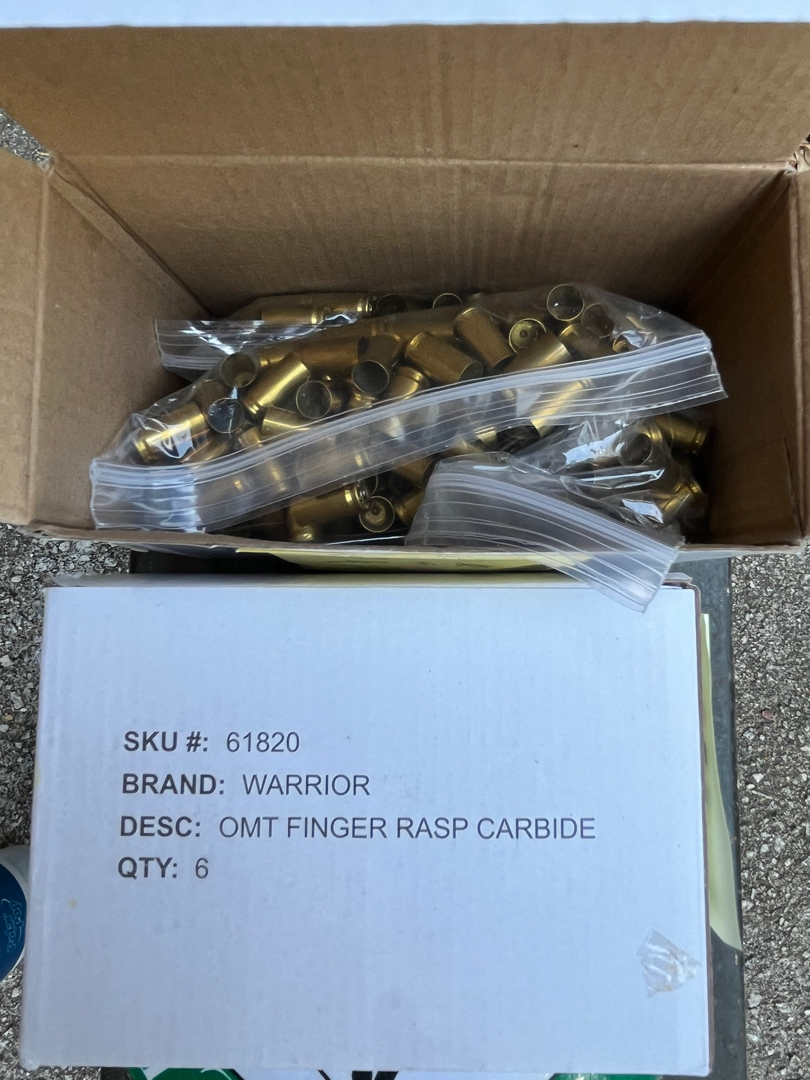 SKU #: 61820
BRAND: WARRIOR
DESC: OMT FINGER RASP CARBIDE
QTY: 6